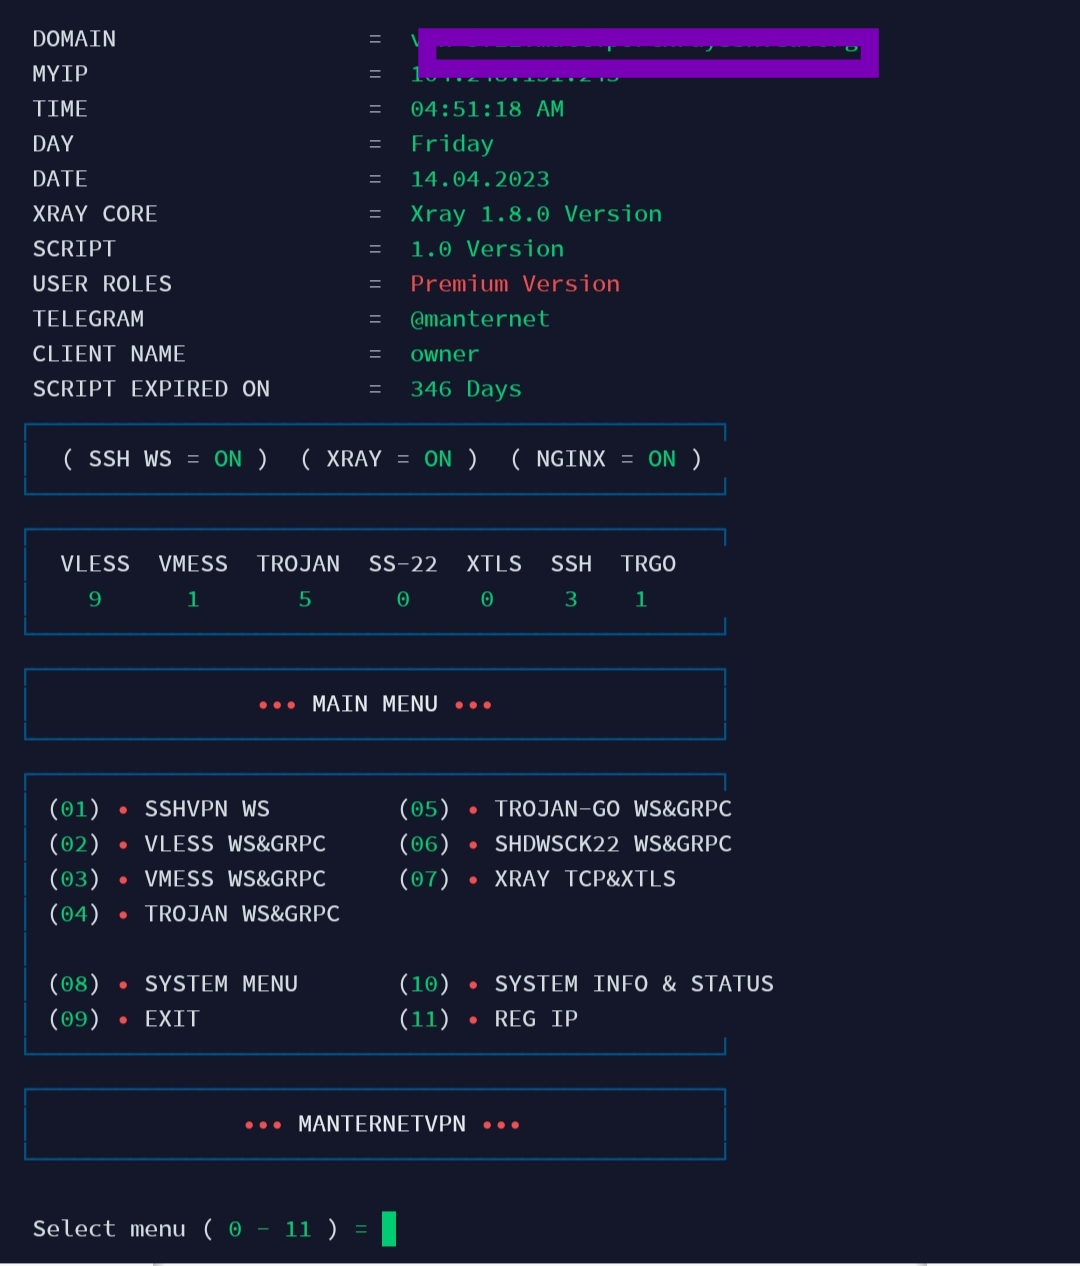 DOMAIN =
MYIP =
TIME = 04:51:18 AM
DAY = Friday
DATE = 14.04.2023
XRAY CORE = Xray 1.8.0 Version
SCRIPT = 1.0 Version
USER ROLES = Premium Version
TELEGRAM = @manternet
CLIENT NAME = owner
SCRIPT EXPIRED ON = 346 Days
( SSH WS = ON ) ( XRAY = ON ) ( NGINX = ON )
VLESS VMESS TROJAN SS-22 XTLS SSH TRGO
9 1 5 0 0 3 1
••• MAIN MENU •••
(01) • SSHVPN WS (05) • TROJAN-GO WS&GRPC
(02) • VLESS WS&GRPC (06) • SHDWSCK22 WS&GRPC
(03) • VMESS WS&GRPC (07) • XRAY TCP&XTLS
(04) • TROJAN WS&GRPC
(08) • SYSTEM MENU (10) • SYSTEM INFO & STATUS
(09) • EXIT (11) • REG IP
••• MANTERNETVPN •••
Select menu ( 0 - 11 ) =